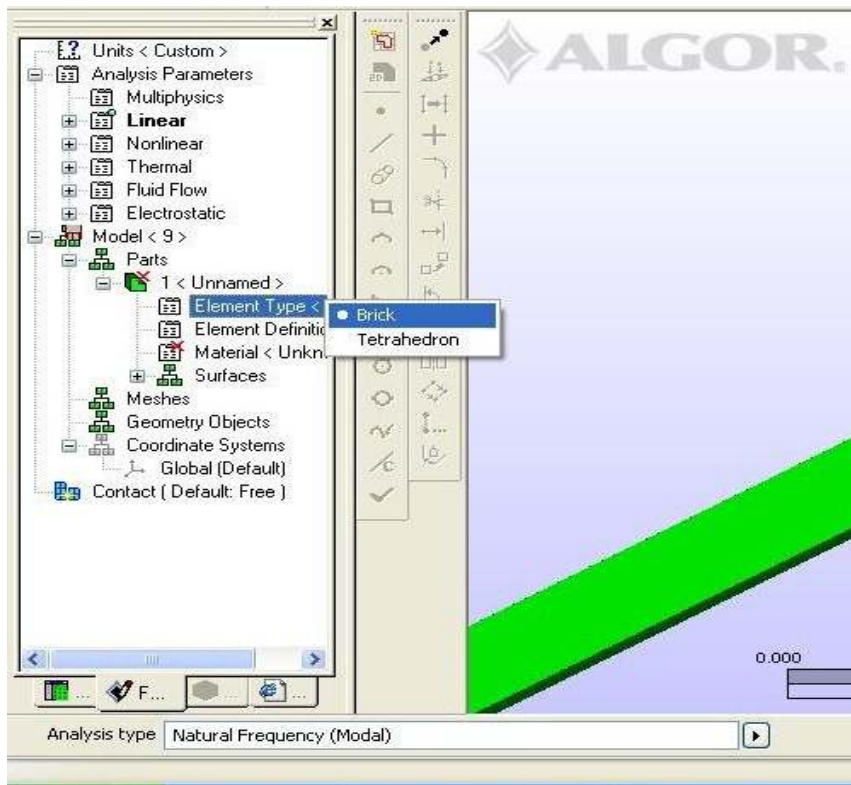 ALGOR.
Units < Custom >
Analysis Parameters
Multiphysics
Linear
Nonlinear
Thermal
Fluid Flow
Electrostatic
Model < 9 >
Parts
1 < Unnamed >
Element Type <
Brick
Element Definitio
Tetrahedron
Material < Unkn
Surfaces
Meshes
Geometry Objects
Coordinate Systems
Global (Default)
Contact ( Default: Free )
0.000
F...
Analysis type Natural Frequency (Modal)